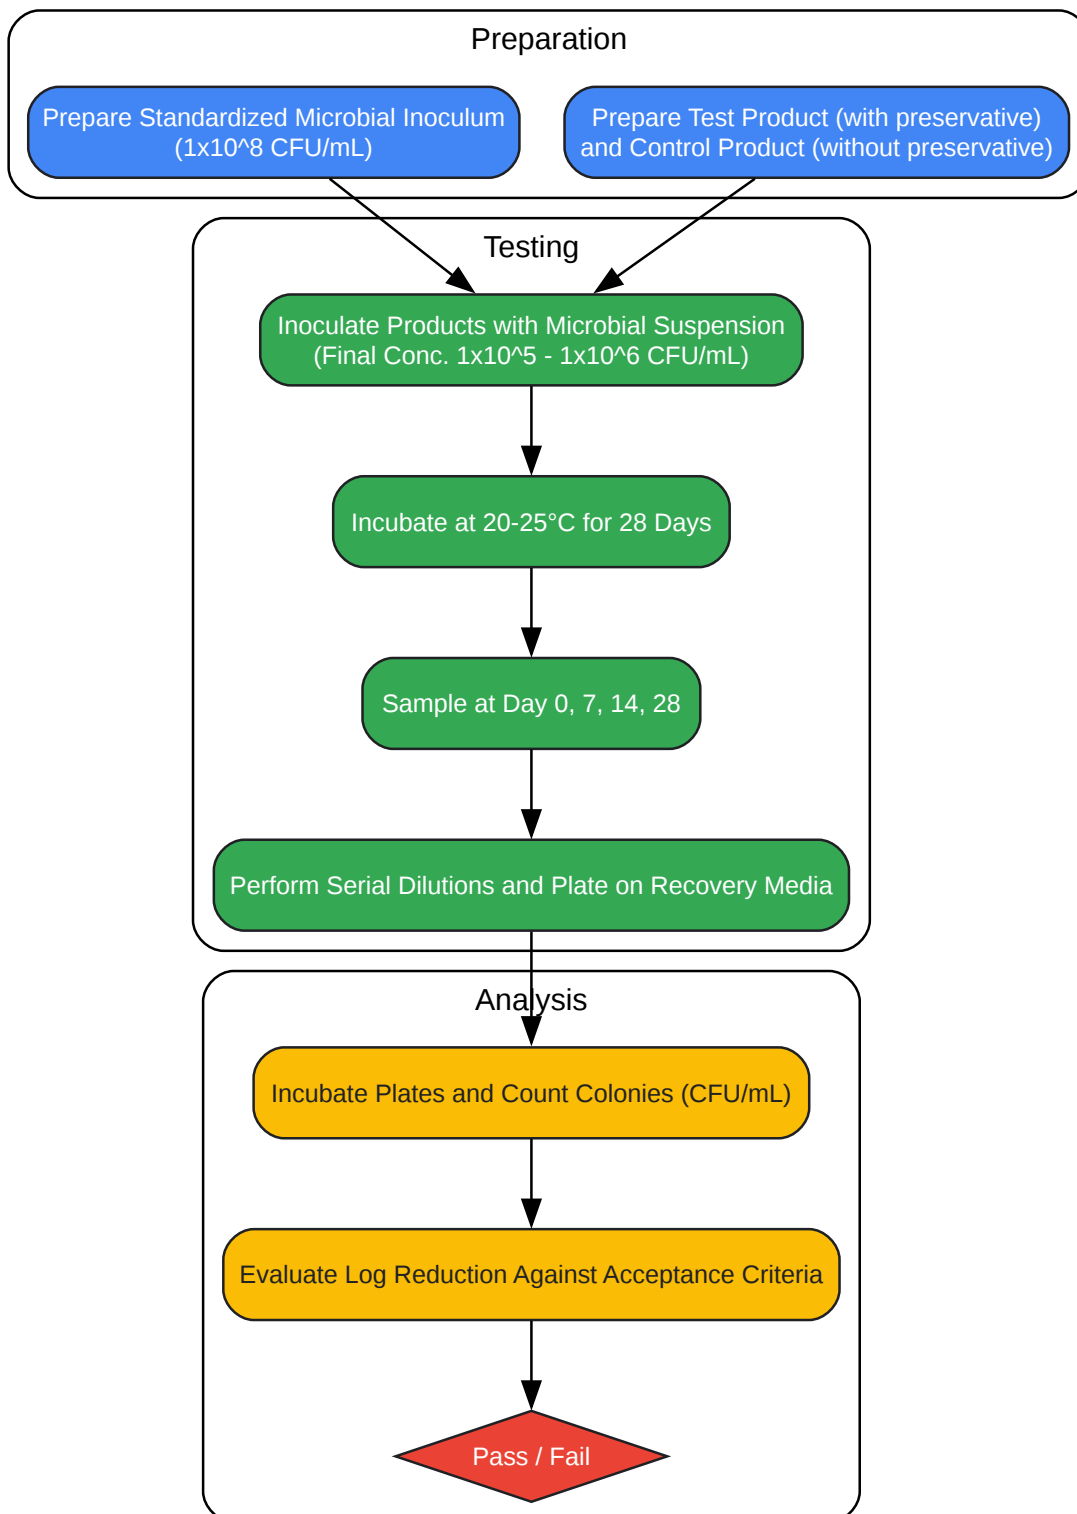 Preparation
Prepare Standardized Microbial Inoculum
(1x10^8 CFU/mL)
Prepare Test Product (with preservative)
and Control Product (without preservative)
Testing
Inoculate Products with Microbial Suspension
(Final Conc. 1x10^5 - 1x10^6 CFU/mL)
Incubate at 20-25°C for 28 Days
Sample at Day 0, 7, 14, 28
Perform Serial Dilutions and Plate on Recovery Media
Analysis
Incubate Plates and Count Colonies (CFU/mL)
Evaluate Log Reduction Against Acceptance Criteria
Pass / Fail